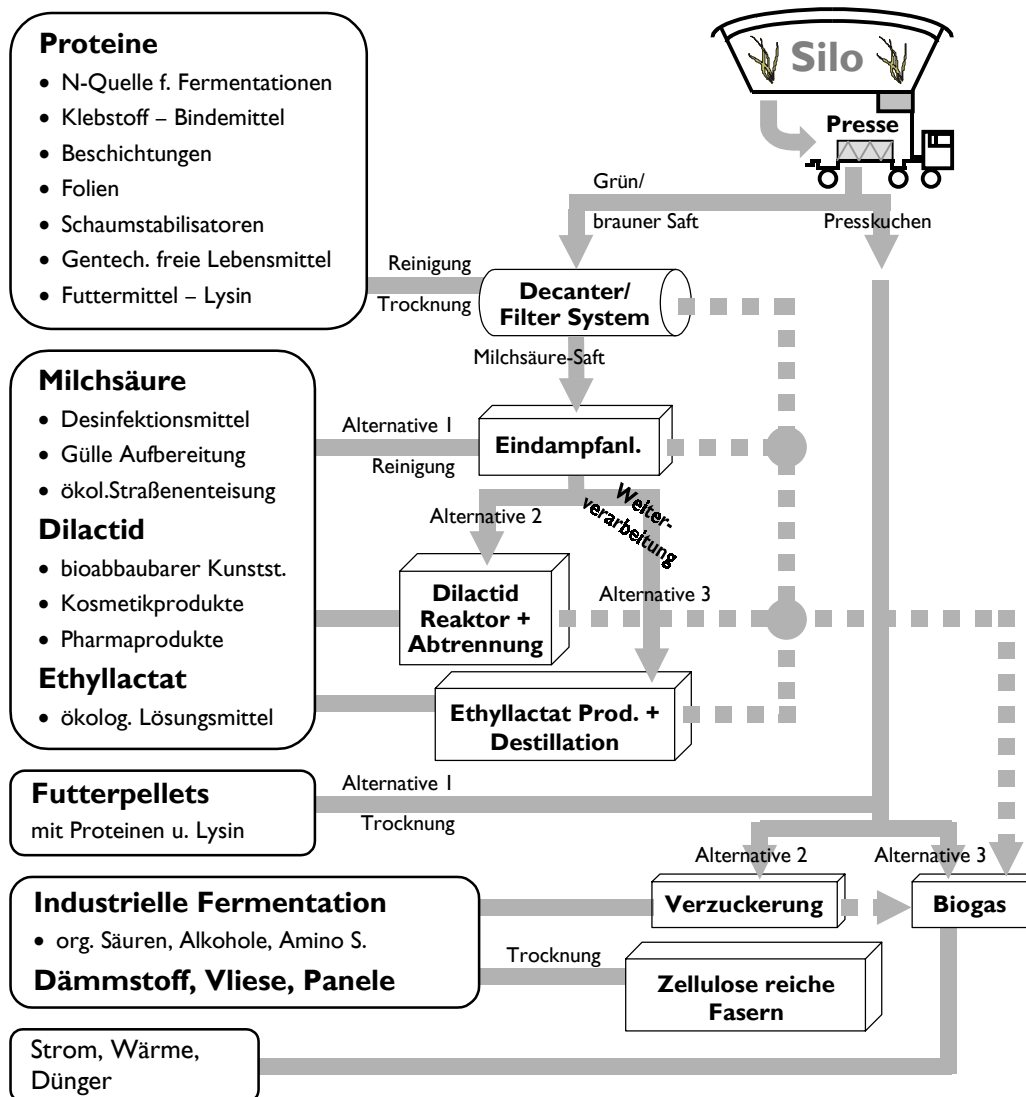 Proteine
• N-Quelle f. Fermentationen
• Klebstoff – Bindemittel
• Beschichtungen
• Folien
• Schaumstabilisatoren
• Gentech. freie Lebensmittel
• Futtermittel – Lysin
Silo
Presse
Grün/
brauner Saft
Presskuchen
Reinigung
Trocknung
Decanter/
Filter System
Milchsäure-Saft
Milchsäure
• Desinfektionsmittel
• Gülle Aufbereitung
• ökol.Straßenenteisung
Dilactid
• bioabbaubarer Kunstst.
• Kosmetikprodukte
• Pharmaprodukte
Ethyllactat
• ökolog. Lösungsmittel
Alternative 1
Reinigung
Eindampfanl.
Alternative 2
Weiter-
verarbeitung
Alternative 3
Dilactid
Reaktor +
Abtrennung
Ethyllactat Prod. +
Destillation
Futterpellets
mit Proteinen u. Lysin
Alternative 1
Trocknung
Alternative 2
Alternative 3
Industrielle Fermentation
• org. Säuren, Alkohole, Amino S.
Dämmstoff, Vliese, Panele
Verzuckerung
Biogas
Trocknung
Zellulose reiche
Fasern
Strom, Wärme,
Dünger